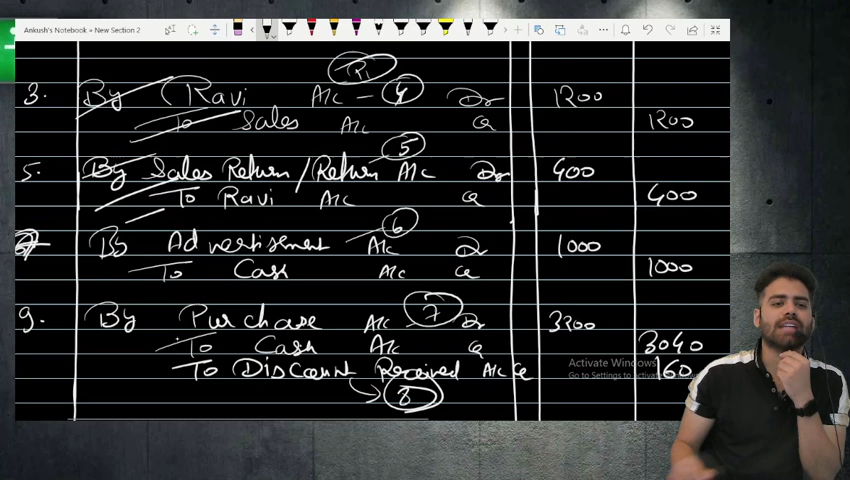 Ankush's Notebook » New Section 2
3. By Ravi A/c - 4 Dr 1200
To Sales A/c Cr 1200
5
5. By Sales Return/Return A/c Dr 400
To Ravi A/c Cr 400
6
By Advertisement A/c Dr 1000
To Cash A/c Cr 1000
9. By Purchase A/c 7 Dr 3200
To Cash A/c Cr 3040
To Discount Received A/c Cr 160
8
Activate Windows
Go to Settings to activate Windows.